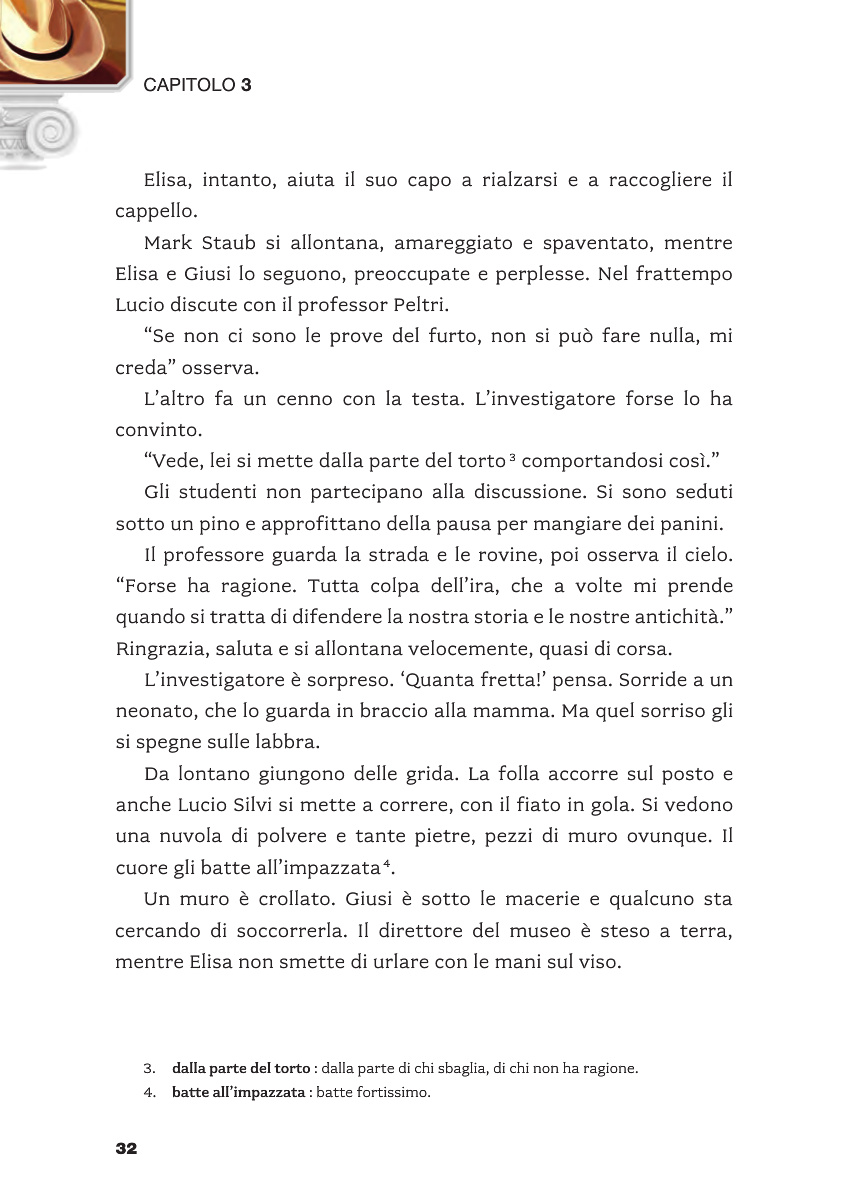 CAPITOLO 3
Elisa, intanto, aiuta il suo capo a rialzarsi e a raccogliere il
cappello.
Mark Staub si allontana, amareggiato e spaventato, mentre
Elisa e Giusi lo seguono, preoccupate e perplesse. Nel frattempo
Lucio discute con il professor Peltri.
“Se non ci sono le prove del furto, non si può fare nulla, mi
creda” osserva.
L’altro fa un cenno con la testa. L’investigatore forse lo ha
convinto.
“Vede, lei si mette dalla parte del torto³ comportandosi così.”
Gli studenti non partecipano alla discussione. Si sono seduti
sotto un pino e approfittano della pausa per mangiare dei panini.
Il professore guarda la strada e le rovine, poi osserva il cielo.
“Forse ha ragione. Tutta colpa dell’ira, che a volte mi prende
quando si tratta di difendere la nostra storia e le nostre antichità.”
Ringrazia, saluta e si allontana velocemente, quasi di corsa.
L’investigatore è sorpreso. ‘Quanta fretta!’ pensa. Sorride a un
neonato, che lo guarda in braccio alla mamma. Ma quel sorriso gli
si spegne sulle labbra.
Da lontano giungono delle grida. La folla accorre sul posto e
anche Lucio Silvi si mette a correre, con il fiato in gola. Si vedono
una nuvola di polvere e tante pietre, pezzi di muro ovunque. Il
cuore gli batte all’impazzata⁴.
Un muro è crollato. Giusi è sotto le macerie e qualcuno sta
cercando di soccorrerla. Il direttore del museo è steso a terra,
mentre Elisa non smette di urlare con le mani sul viso.
3. dalla parte del torto : dalla parte di chi sbaglia, di chi non ha ragione.
4. batte all’impazzata : batte fortissimo.
32